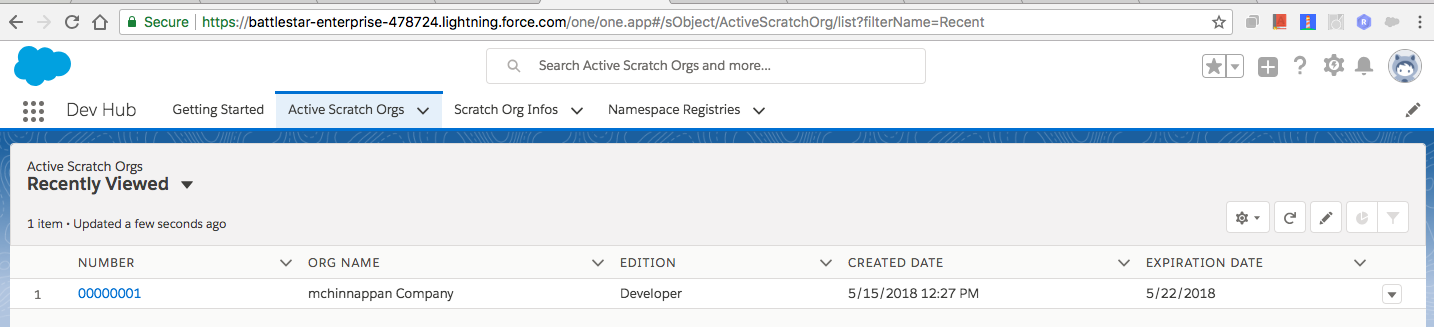 Secure https://battlestar-enterprise-478724.lightning.force.com/one/one.app#/sObject/ActiveScratchOrg/list?filterName=Recent
Search Active Scratch Orgs and more...
Dev Hub Getting Started Active Scratch Orgs Scratch Org Infos Namespace Registries
Active Scratch Orgs
Recently Viewed
1 item • Updated a few seconds ago
NUMBER ORG NAME EDITION CREATED DATE EXPIRATION DATE
1 00000001 mchinnappan Company Developer 5/15/2018 12:27 PM 5/22/2018